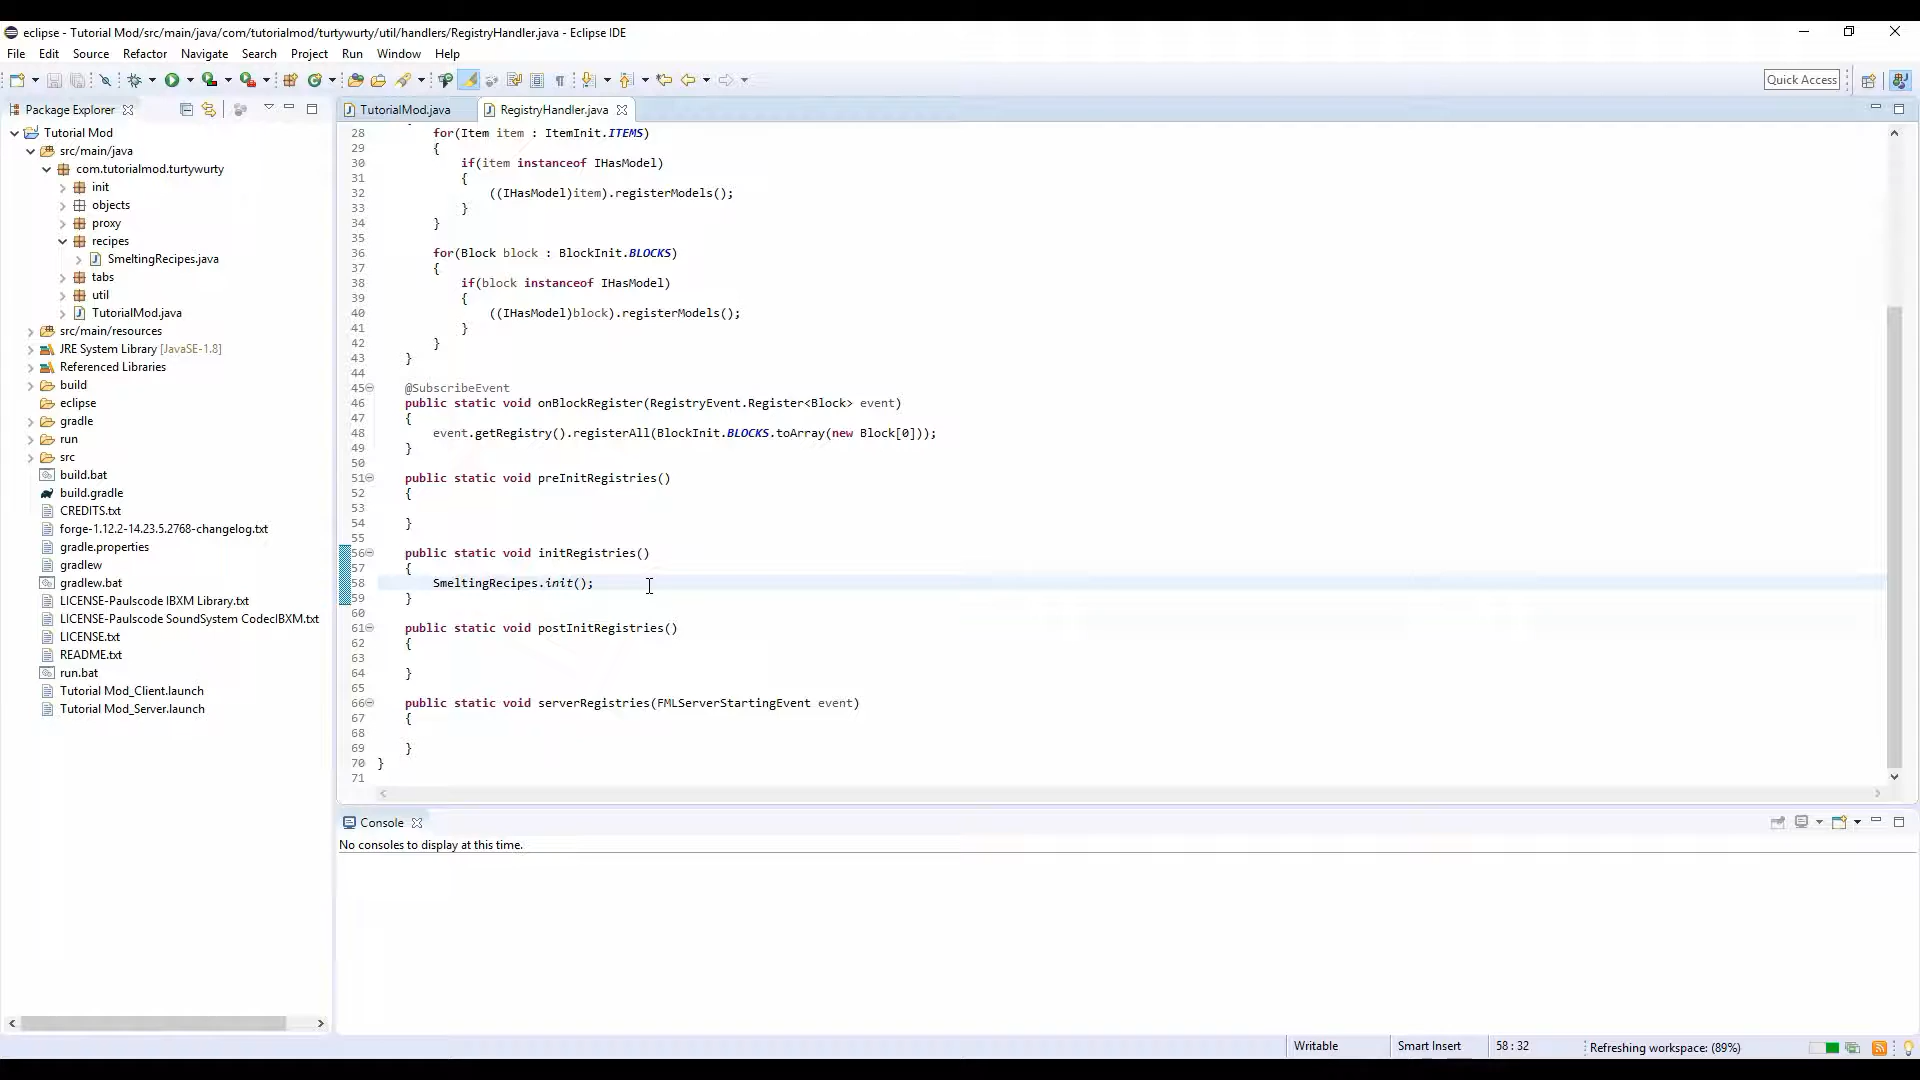 eclipse - Tutorial Mod/src/main/java/com/tutorialmod/turtywurty/util/handlers/RegistryHandler.java - Eclipse IDE
File Edit Source Refactor Navigate Search Project Run Window Help
Quick Access
Package Explorer
TutorialMod.java
RegistryHandler.java
Tutorial Mod
src/main/java
com.tutorialmod.turtywurty
init
objects
proxy
recipes
SmeltingRecipes.java
tabs
util
TutorialMod.java
src/main/resources
JRE System Library [JavaSE-1.8]
Referenced Libraries
build
eclipse
gradle
run
src
build.bat
build.gradle
CREDITS.txt
forge-1.12.2-14.23.5.2768-changelog.txt
gradle.properties
gradlew
gradlew.bat
LICENSE-Paulscode IBXM Library.txt
LICENSE-Paulscode SoundSystem CodecIBXM.txt
LICENSE.txt
README.txt
run.bat
Tutorial Mod_Client.launch
Tutorial Mod_Server.launch
28 for(Item item : ItemInit.ITEMS)
29 {
30 if(item instanceof IHasModel)
31 {
32 ((IHasModel)item).registerModels();
33 }
34 }
35
36 for(Block block : BlockInit.BLOCKS)
37 {
38 if(block instanceof IHasModel)
39 {
40 ((IHasModel)block).registerModels();
41 }
42 }
43 }
44
45 @SubscribeEvent
46 public static void onBlockRegister(RegistryEvent.Register<Block> event)
47 {
48 event.getRegistry().registerAll(BlockInit.BLOCKS.toArray(new Block[0]));
49 }
50
51 public static void preInitRegistries()
52 {
53
54 }
55
56 public static void initRegistries()
57 {
58 SmeltingRecipes.init();
59 }
60
61 public static void postInitRegistries()
62 {
63
64 }
65
66 public static void serverRegistries(FMLServerStartingEvent event)
67 {
68
69 }
70 }
71
Console
No consoles to display at this time.
Writable Smart Insert 58 : 32 Refreshing workspace: (89%)